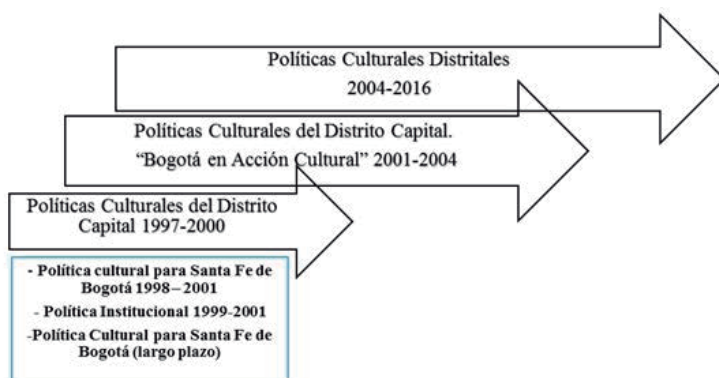 Políticas Culturales Distritales
2004-2016
Políticas Culturales del Distrito Capital.
“Bogotá en Acción Cultural” 2001-2004
Políticas Culturales del Distrito
Capital 1997-2000
- Política cultural para Santa Fe de
Bogotá 1998– 2001
- Política Institucional 1999-2001
-Política Cultural para Santa Fe de
Bogotá (largo plazo)